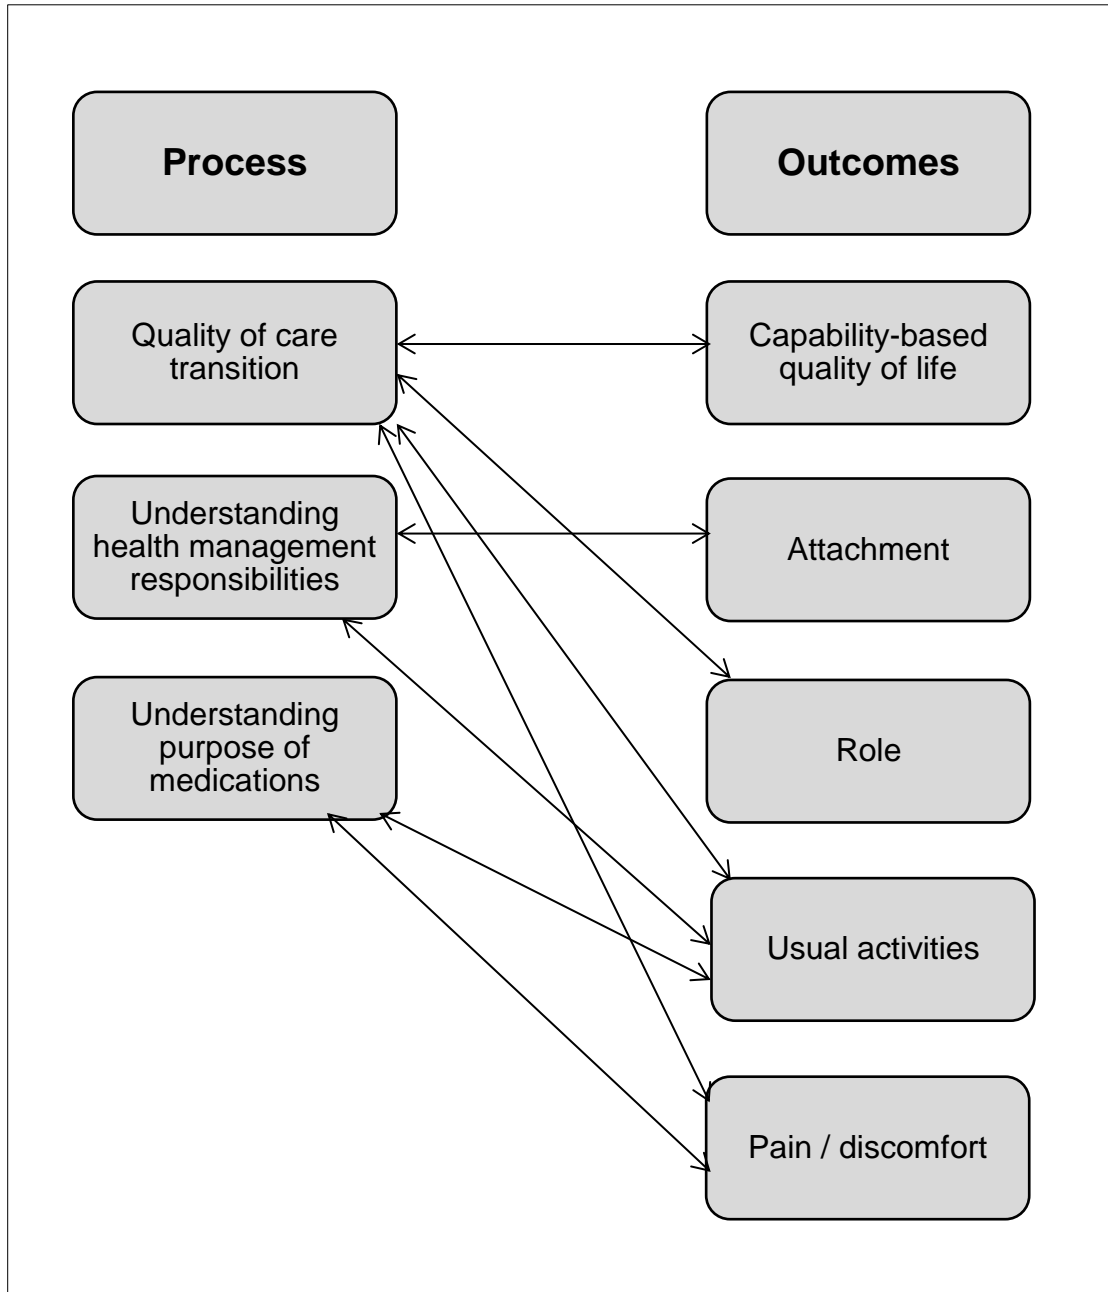 Process
Outcomes
Quality of care
transition
Capability-based
quality of life
Understanding
health management
responsibilities
Attachment
Understanding
purpose of
medications
Role
Usual activities
Pain / discomfort